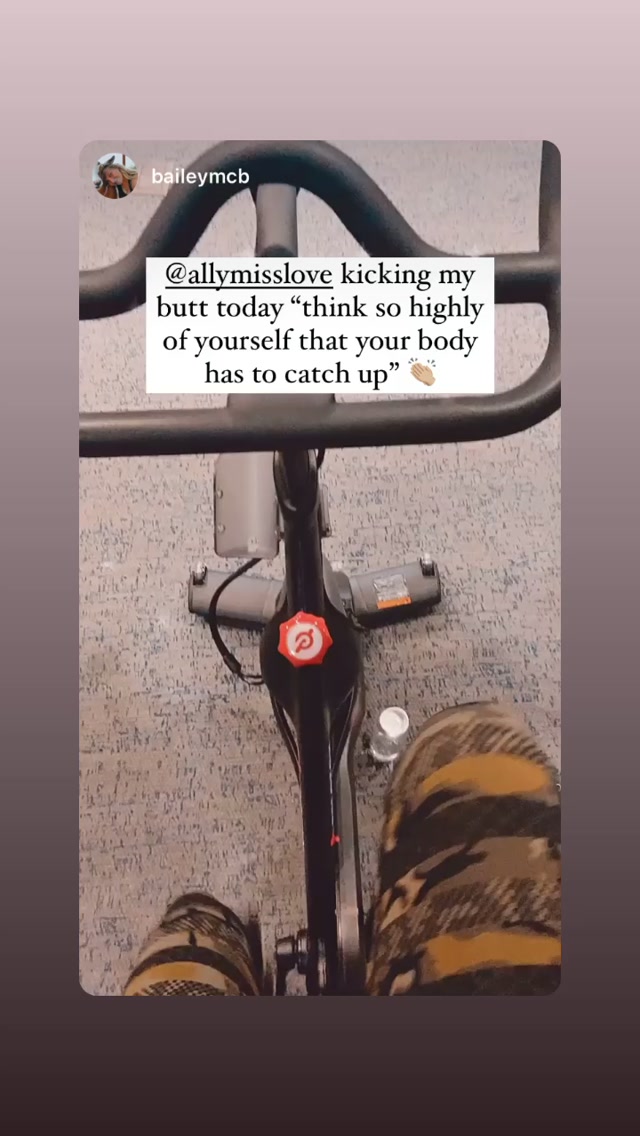 baileymcb
@allymisslove kicking my
butt today “think so highly
of yourself that your body
has to catch up” 👏🏼